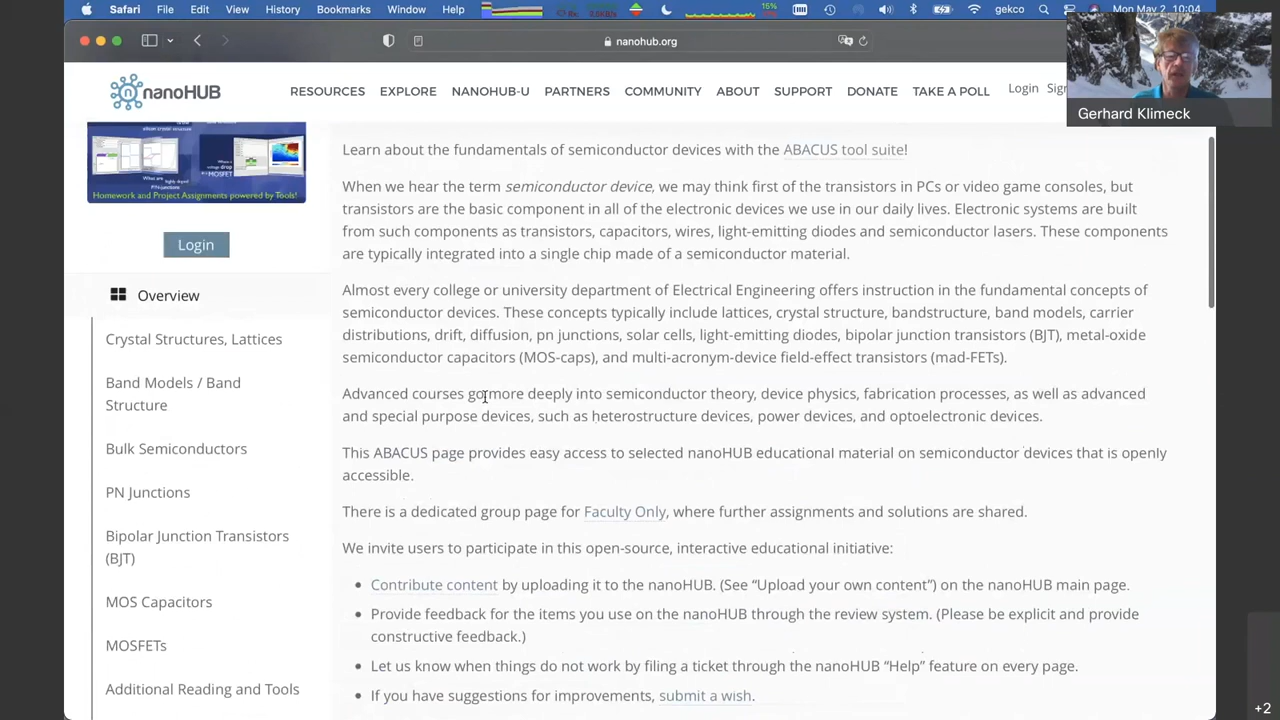 Safari File Edit View History Bookmarks Window Help 15% gekco Mon May 2 10:04
nanohub.org
nanoHUB RESOURCES EXPLORE NANOHUB-U PARTNERS COMMUNITY ABOUT SUPPORT DONATE TAKE A POLL Login
Gerhard Klimeck
Homework and Project Assignments powered by Tools!
Login
Overview
Crystal Structures, Lattices
Band Models / Band
Structure
Bulk Semiconductors
PN Junctions
Bipolar Junction Transistors
(BJT)
MOS Capacitors
MOSFETs
Additional Reading and Tools
Learn about the fundamentals of semiconductor devices with the ABACUS tool suite!
When we hear the term semiconductor device, we may think first of the transistors in PCs or video game consoles, but
transistors are the basic component in all of the electronic devices we use in our daily lives. Electronic systems are built
from such components as transistors, capacitors, wires, light-emitting diodes and semiconductor lasers. These components
are typically integrated into a single chip made of a semiconductor material.
Almost every college or university department of Electrical Engineering offers instruction in the fundamental concepts of
semiconductor devices. These concepts typically include lattices, crystal structure, bandstructure, band models, carrier
distributions, drift, diffusion, pn junctions, solar cells, light-emitting diodes, bipolar junction transistors (BJT), metal-oxide
semiconductor capacitors (MOS-caps), and multi-acronym-device field-effect transistors (mad-FETs).
Advanced courses go more deeply into semiconductor theory, device physics, fabrication processes, as well as advanced
and special purpose devices, such as heterostructure devices, power devices, and optoelectronic devices.
This ABACUS page provides easy access to selected nanoHUB educational material on semiconductor devices that is openly
accessible.
There is a dedicated group page for Faculty Only, where further assignments and solutions are shared.
We invite users to participate in this open-source, interactive educational initiative:
Contribute content by uploading it to the nanoHUB. (See “Upload your own content”) on the nanoHUB main page.
Provide feedback for the items you use on the nanoHUB through the review system. (Please be explicit and provide
constructive feedback.)
Let us know when things do not work by filing a ticket through the nanoHUB “Help” feature on every page.
If you have suggestions for improvements, submit a wish.
+2